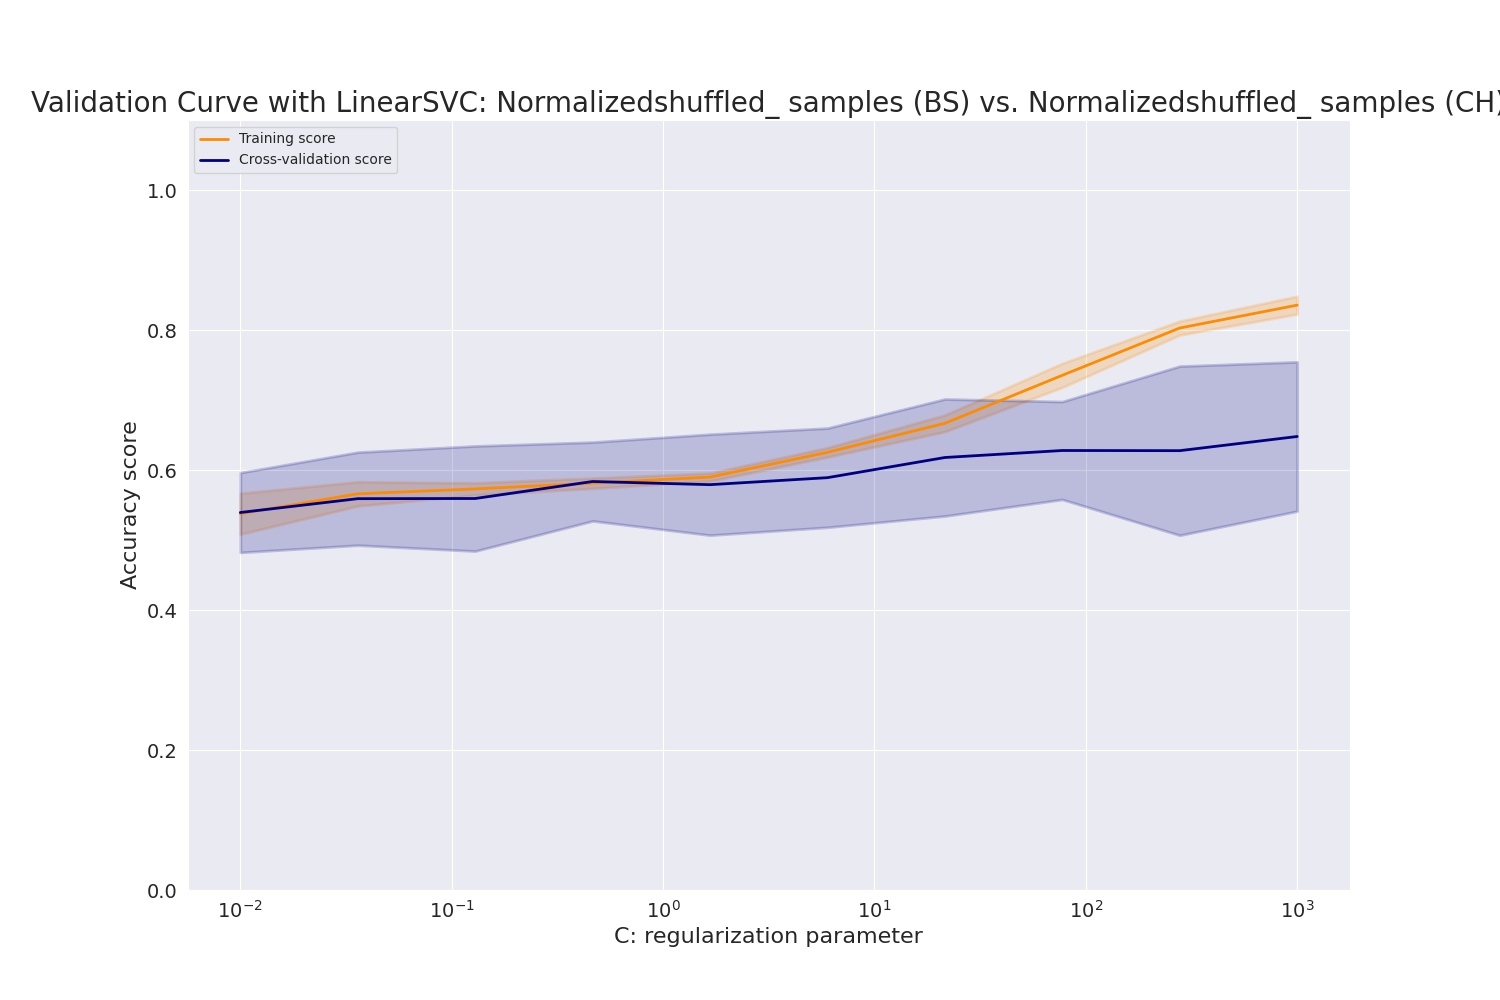 Validation Curve with LinearSVC: Normalizedshuffled_ samples (BS) vs. Normalizedshuffled_ samples (CH)
Training score
Cross-validation score
1.0
0.8
0.6
0.4
0.2
0.0
Accuracy score
10⁻² 10⁻¹ 10⁰ 10¹ 10² 10³
C: regularization parameter